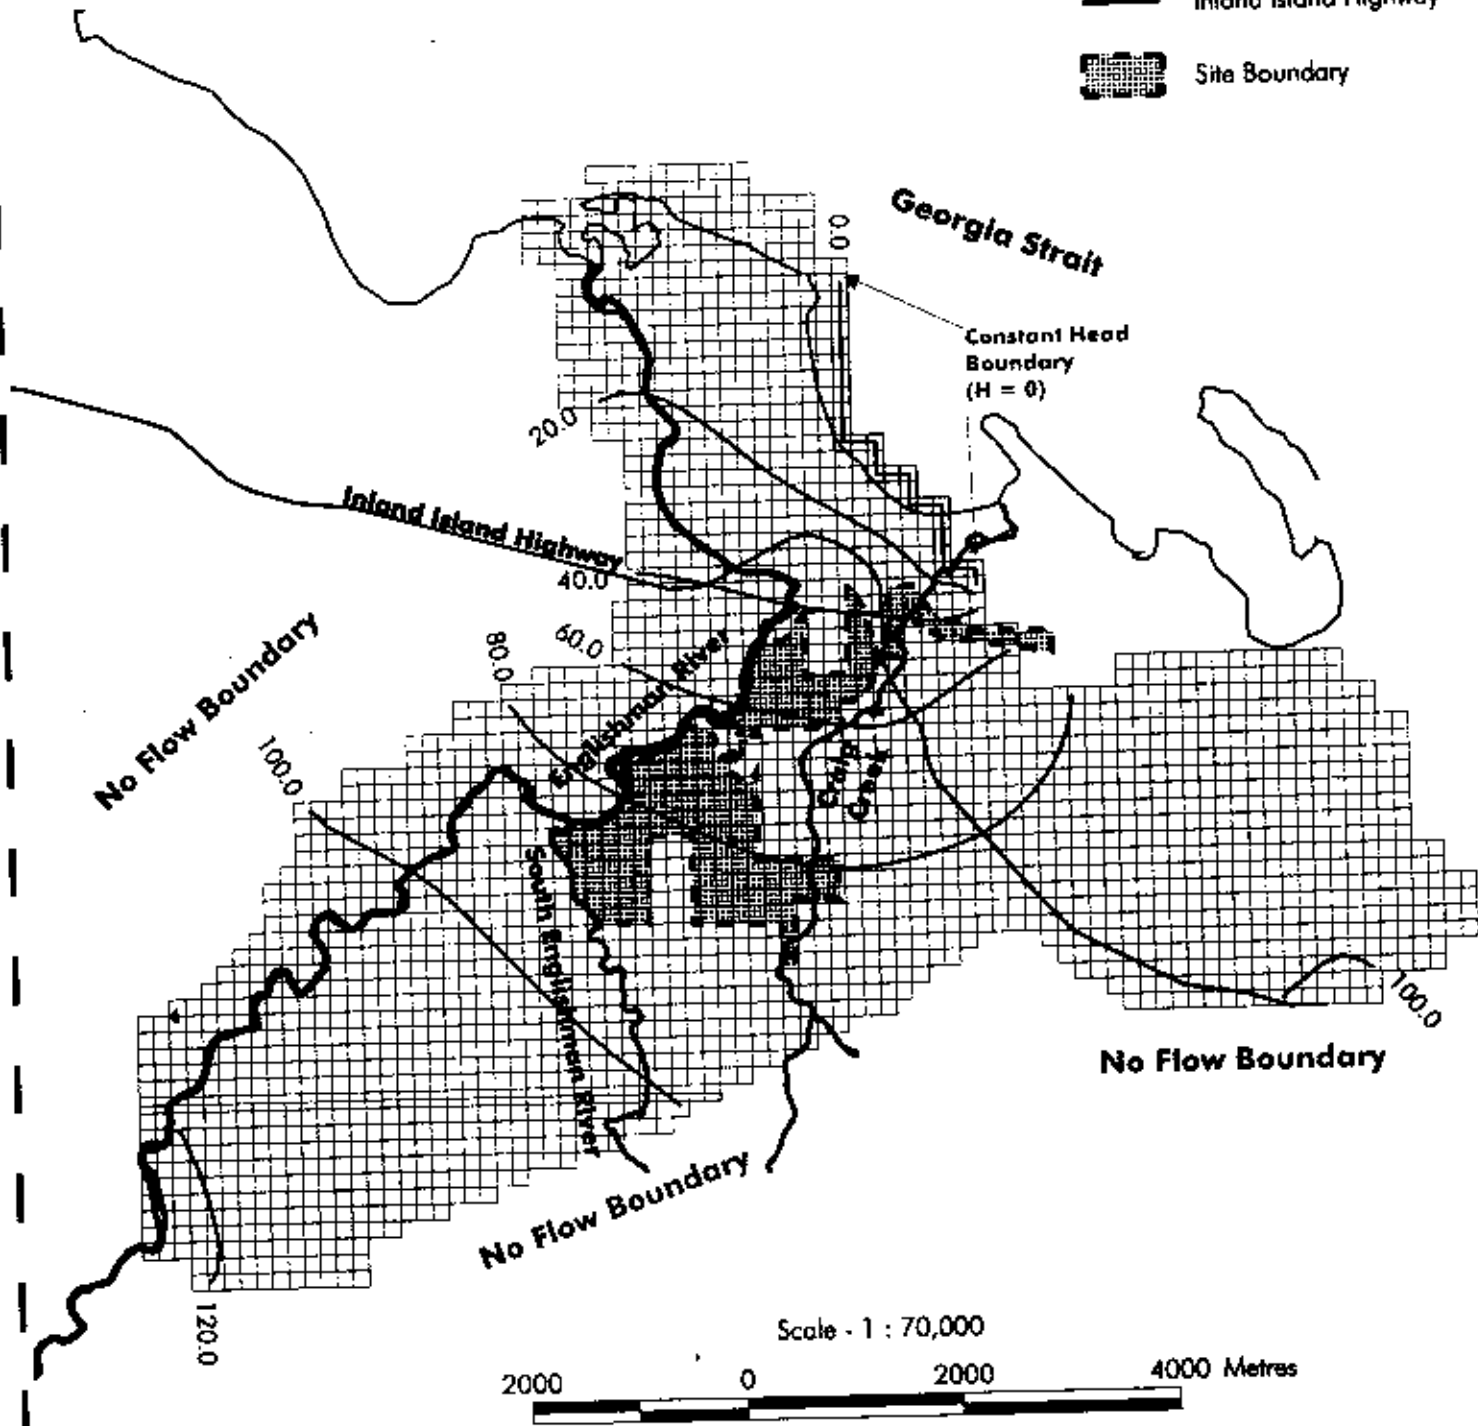 Inland Island Highway
Site Boundary
Georgia Strait
0.0
Constant Head
Boundary
(H = 0)
20.0
Inland Island Highway
40.0
60.0
80.0
Englishman River
No Flow Boundary
100.0
Craig
Creek
South Englishman River
100.0
No Flow Boundary
No Flow Boundary
120.0
Scale - 1 : 70,000
2000
0
2000
4000 Metres